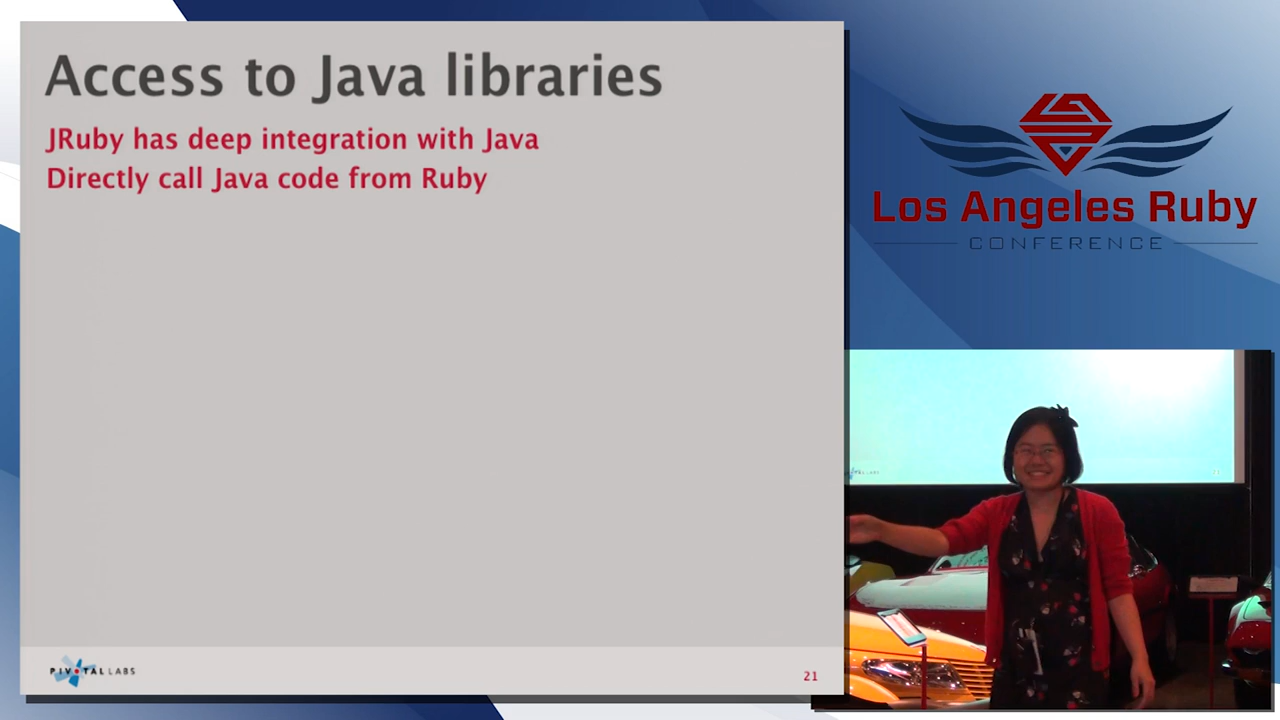 Access to Java libraries
JRuby has deep integration with Java
Directly call Java code from Ruby
PIVOTAL LABS
21
Los Angeles Ruby
CONFERENCE